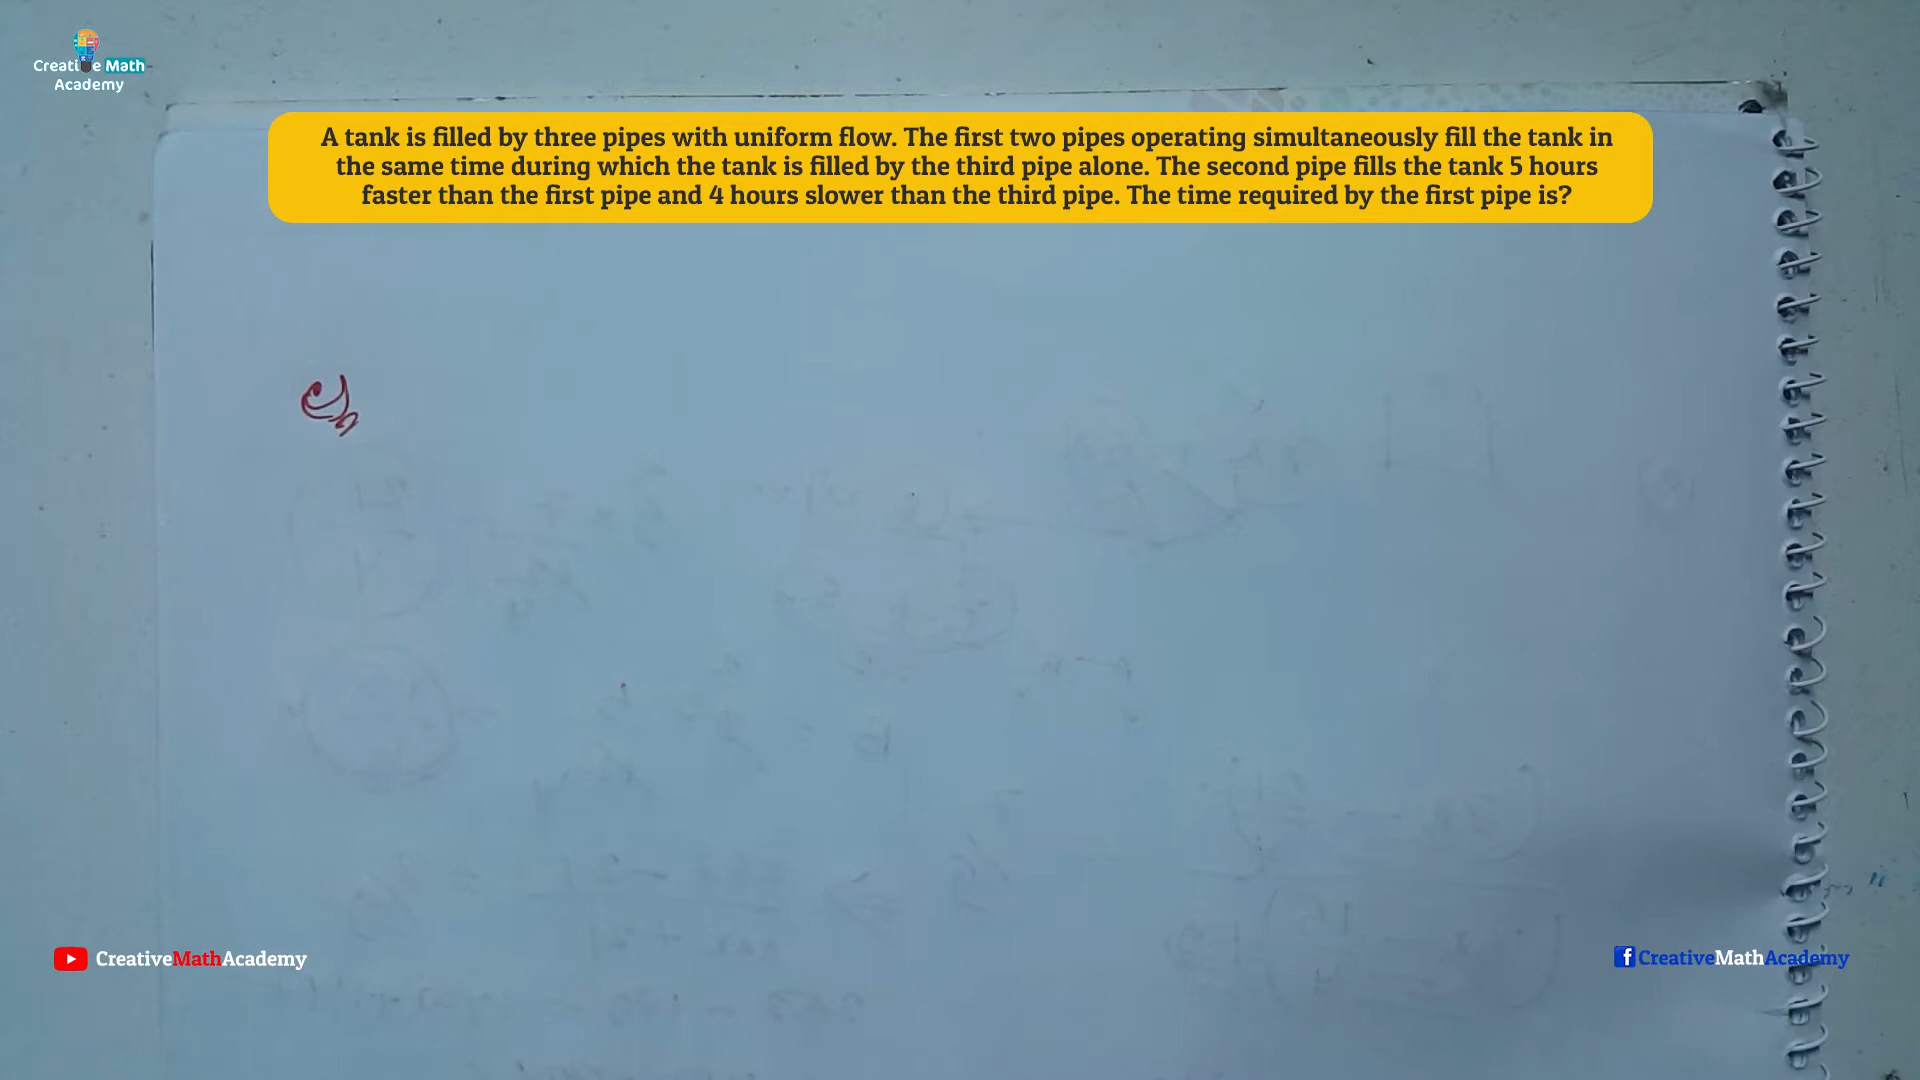 Creative Math
Academy
A tank is filled by three pipes with uniform flow. The first two pipes operating simultaneously fill the tank in
the same time during which the tank is filled by the third pipe alone. The second pipe fills the tank 5 hours
faster than the first pipe and 4 hours slower than the third pipe. The time required by the first pipe is?
CreativeMathAcademy
CreativeMathAcademy